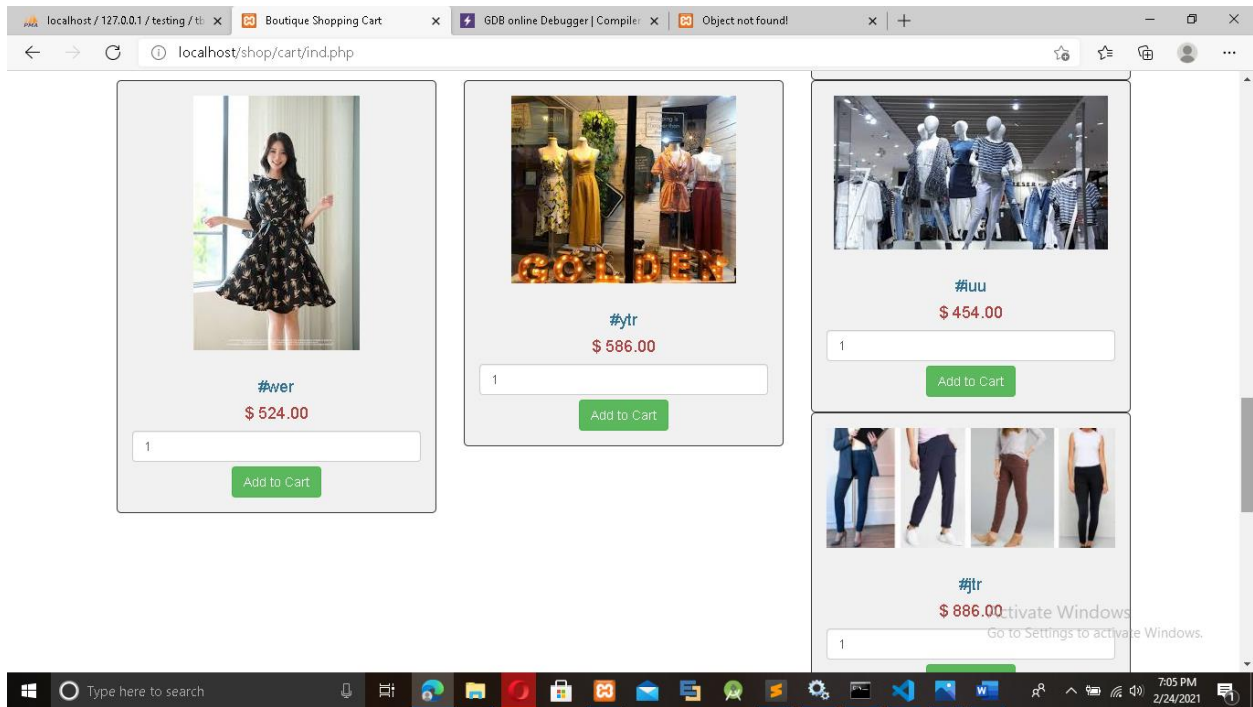 localhost / 127.0.0.1 / testing / tb
Boutique Shopping Cart
GDB online Debugger | Compiler
Object not found!
localhost/shop/cart/ind.php
#wer
$ 524.00
1
Add to Cart
GOLDEN
#ytr
$ 586.00
1
Add to Cart
#iuu
$ 454.00
1
Add to Cart
#jtr
$ 886.00
1
Activate Windows
Go to Settings to activate Windows.
Type here to search
7:05 PM
2/24/2021